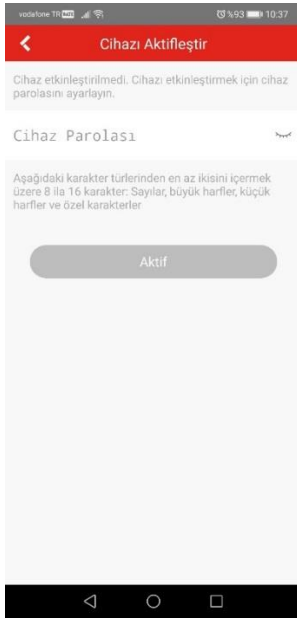 vodafone TR %93 10:37
Cihazı Aktifleştir
Cihaz etkinleştirilmedi. Cihazı etkinleştirmek için cihaz
parolasını ayarlayın.
Cihaz Parolası
Aşağıdaki karakter türlerinden en az ikisini içermek
üzere 8 ila 16 karakter: Sayılar, büyük harfler, küçük
harfler ve özel karakterler
Aktif